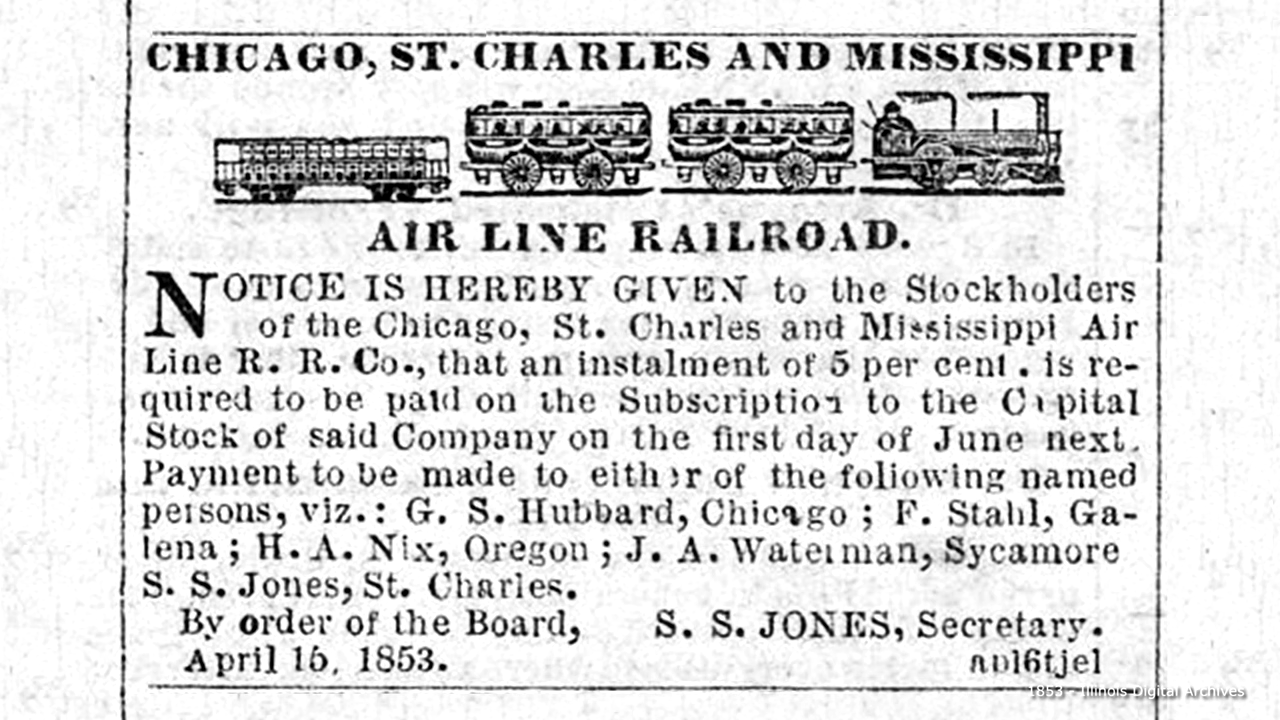 CHICAGO, ST. CHARLES AND MISSISSIPPI
AIR LINE RAILROAD.
NOTICE IS HEREBY GIVEN to the Stockholders
of the Chicago, St. Charles and Mississippi Air
Line R. R. Co., that an instalment of 5 per cent. is re-
quired to be paid on the Subscription to the Capital
Stock of said Company on the first day of June next.
Payment to be made to either of the following named
persons, viz.: G. S. Hubbard, Chicago; F. Stahl, Ga-
lena; H. A. Nix, Oregon; J. A. Waterman, Sycamore
S. S. Jones, St. Charles.
By order of the Board, S. S. JONES, Secretary.
April 15, 1853. apl6tjel
1853 - Illinois Digital Archives